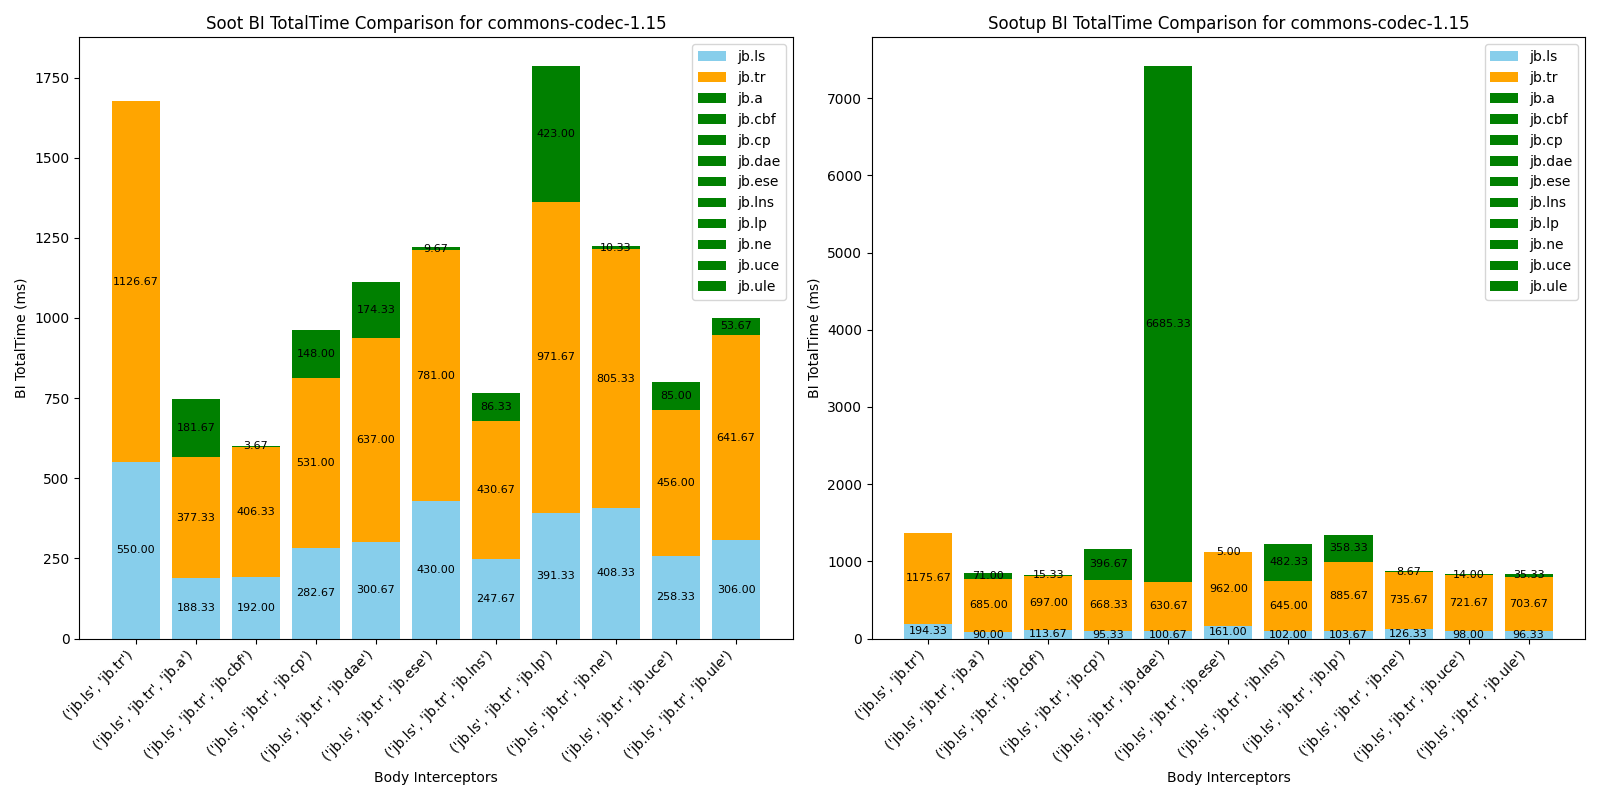 Soot BI TotalTime Comparison for commons-codec-1.15
BI TotalTime (ms)
1750
1500
1250
1000
750
500
250
0
jb.ls
jb.tr
jb.a
jb.cbf
jb.cp
jb.dae
jb.ese
jb.lns
jb.lp
jb.ne
jb.uce
jb.ule
1126.67
550.00
181.67
377.33
188.33
3.67
406.33
192.00
148.00
531.00
282.67
174.33
637.00
300.67
9.67
781.00
430.00
86.33
430.67
247.67
423.00
971.67
391.33
10.33
805.33
408.33
85.00
456.00
258.33
53.67
641.67
306.00
('jb.ls', 'jb.tr')
('jb.ls', 'jb.tr', 'jb.a')
('jb.ls', 'jb.tr', 'jb.cbf')
('jb.ls', 'jb.tr', 'jb.cp')
('jb.ls', 'jb.tr', 'jb.dae')
('jb.ls', 'jb.tr', 'jb.ese')
('jb.ls', 'jb.tr', 'jb.lns')
('jb.ls', 'jb.tr', 'jb.lp')
('jb.ls', 'jb.tr', 'jb.ne')
('jb.ls', 'jb.tr', 'jb.uce')
('jb.ls', 'jb.tr', 'jb.ule')
Body Interceptors
Sootup BI TotalTime Comparison for commons-codec-1.15
BI TotalTime (ms)
7000
6000
5000
4000
3000
2000
1000
0
jb.ls
jb.tr
jb.a
jb.cbf
jb.cp
jb.dae
jb.ese
jb.lns
jb.lp
jb.ne
jb.uce
jb.ule
1175.67
194.33
71.00
685.00
90.00
15.33
697.00
113.67
396.67
668.33
95.33
6685.33
630.67
100.67
5.00
962.00
161.00
482.33
645.00
102.00
358.33
885.67
103.67
8.67
735.67
126.33
14.00
721.67
98.00
35.33
703.67
96.33
('jb.ls', 'jb.tr')
('jb.ls', 'jb.tr', 'jb.a')
('jb.ls', 'jb.tr', 'jb.cbf')
('jb.ls', 'jb.tr', 'jb.cp')
('jb.ls', 'jb.tr', 'jb.dae')
('jb.ls', 'jb.tr', 'jb.ese')
('jb.ls', 'jb.tr', 'jb.lns')
('jb.ls', 'jb.tr', 'jb.lp')
('jb.ls', 'jb.tr', 'jb.ne')
('jb.ls', 'jb.tr', 'jb.uce')
('jb.ls', 'jb.tr', 'jb.ule')
Body Interceptors